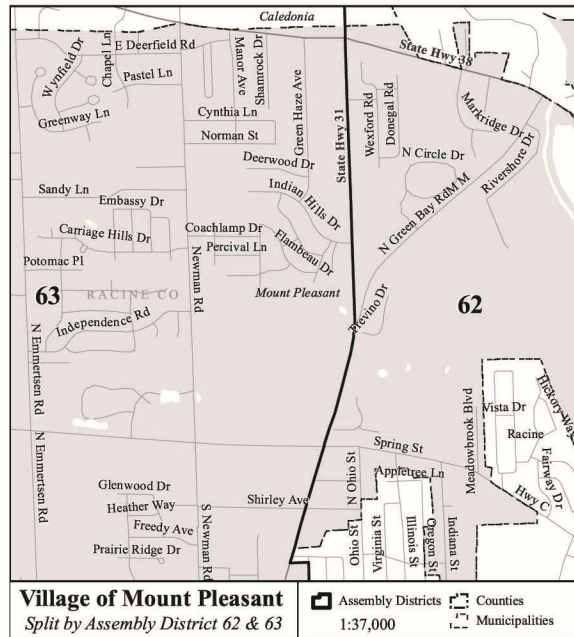 Caledonia
Wynfield Dr
Chapel Ln
E Deerfield Rd
Pastel Ln
Greenway Ln
Manor Ave
Shamrock Dr
Green Haze Ave
Cynthia Ln
Norman St
Deerwood Dr
State Hwy 31
State Hwy 38
Wexford Rd
Donegal Rd
Markridge Dr
N Circle Dr
Rivershore Dr
N Green Bay Rd
M M
Indian Hills Dr
Sandy Ln
Embassy Dr
Carriage Hills Dr
Coachlamp Dr
Percival Ln
Flambeau Dr
Potomac Pl
Newman Rd
Mount Pleasant
63
RACINE CO
62
Independence Rd
Trevino Dr
N Emmertsen Rd
N Emmertsen Rd
Meadowbrook Blvd
Vista Dr
Hickory Way
Racine
Fairway Dr
Hwy C
Spring St
Appletree Ln
N Ohio St
Glenwood Dr
Heather Way
Shirley Ave
Freedy Ave
Prairie Ridge Dr
S Newman Rd
Ohio St
Virginia St
Illinois St
Oregon St
Indiana St
Village of Mount Pleasant
Split by Assembly District 62 & 63
Assembly Districts
Counties
1:37,000
Municipalities